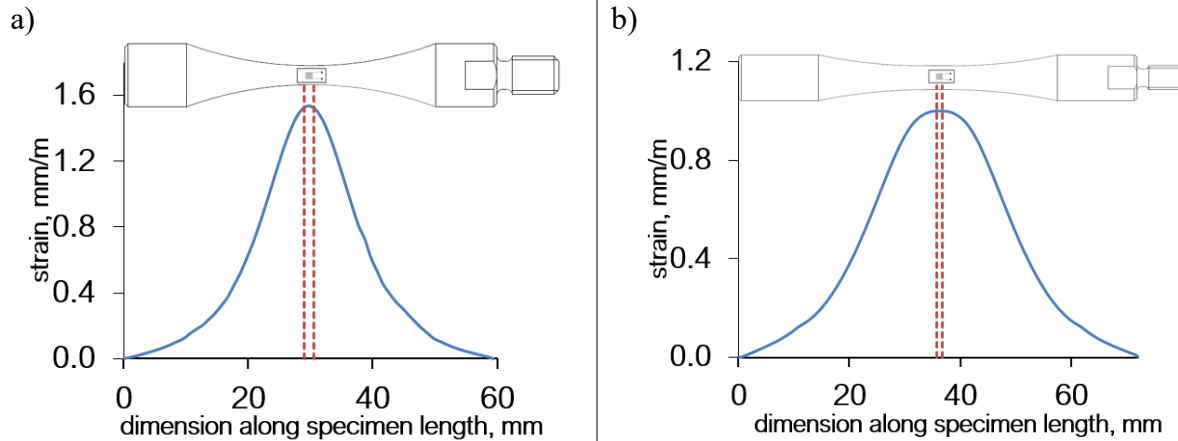 a)
1.6
1.2
0.8
0.4
0.0
strain, mm/m
0 20 40 60
dimension along specimen length, mm
b)
1.2
0.8
0.4
0.0
strain, mm/m
0 20 40 60
dimension along specimen length, mm